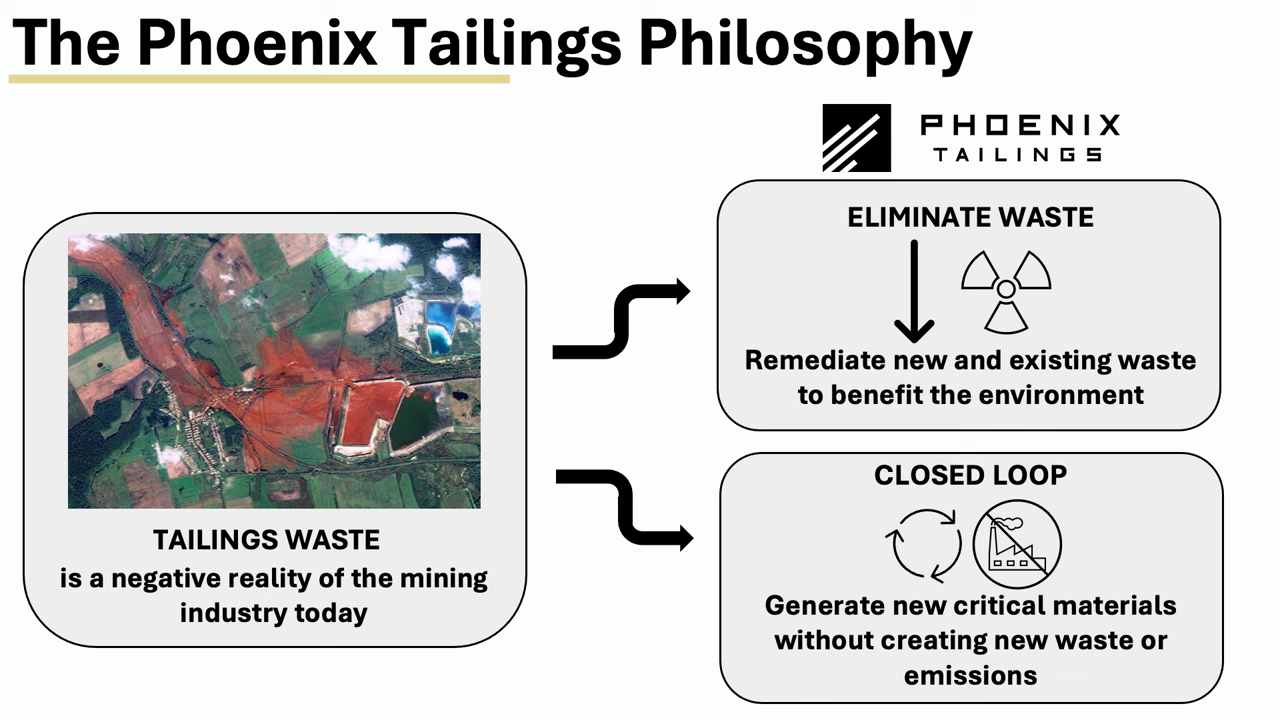 The Phoenix Tailings Philosophy
PHOENIX
TAILINGS
TAILINGS WASTE
is a negative reality of the mining
industry today
ELIMINATE WASTE
Remediate new and existing waste
to benefit the environment
CLOSED LOOP
Generate new critical materials
without creating new waste or
emissions